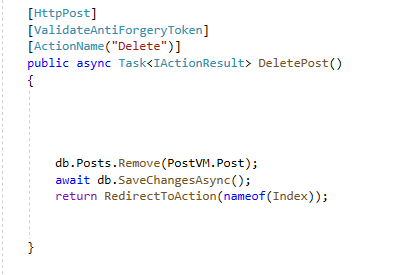 [HttpPost]
[ValidateAntiForgeryToken]
[ActionName("Delete")]
public async Task<IActionResult> DeletePost()
{
db.Posts.Remove(PostVM.Post);
await db.SaveChangesAsync();
return RedirectToAction(nameof(Index));
}